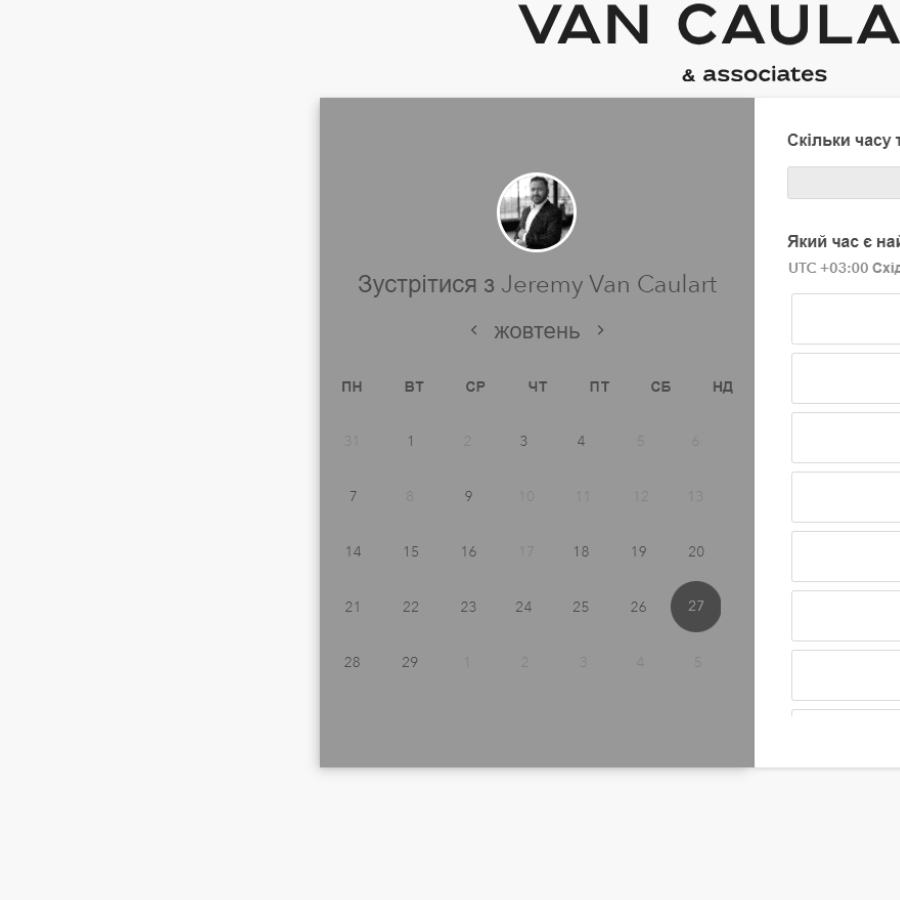 VAN CAULA
& associates
Скільки часу т
Зустрітися з Jeremy Van Caulart
Який час є най
UTC +03:00 Схід
< жовтень >
ПН ВТ СР ЧТ ПТ СБ НД
31 1 2 3 4 5 6
7 8 9 10 11 12 13
14 15 16 17 18 19 20
21 22 23 24 25 26 27
28 29 1 2 3 4 5